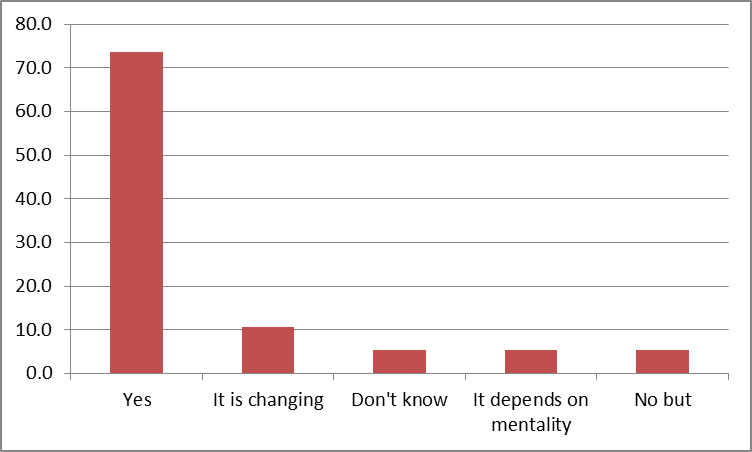 80.0
70.0
60.0
50.0
40.0
30.0
20.0
10.0
0.0
Yes
It is changing
Don't know
It depends on
mentality
No but